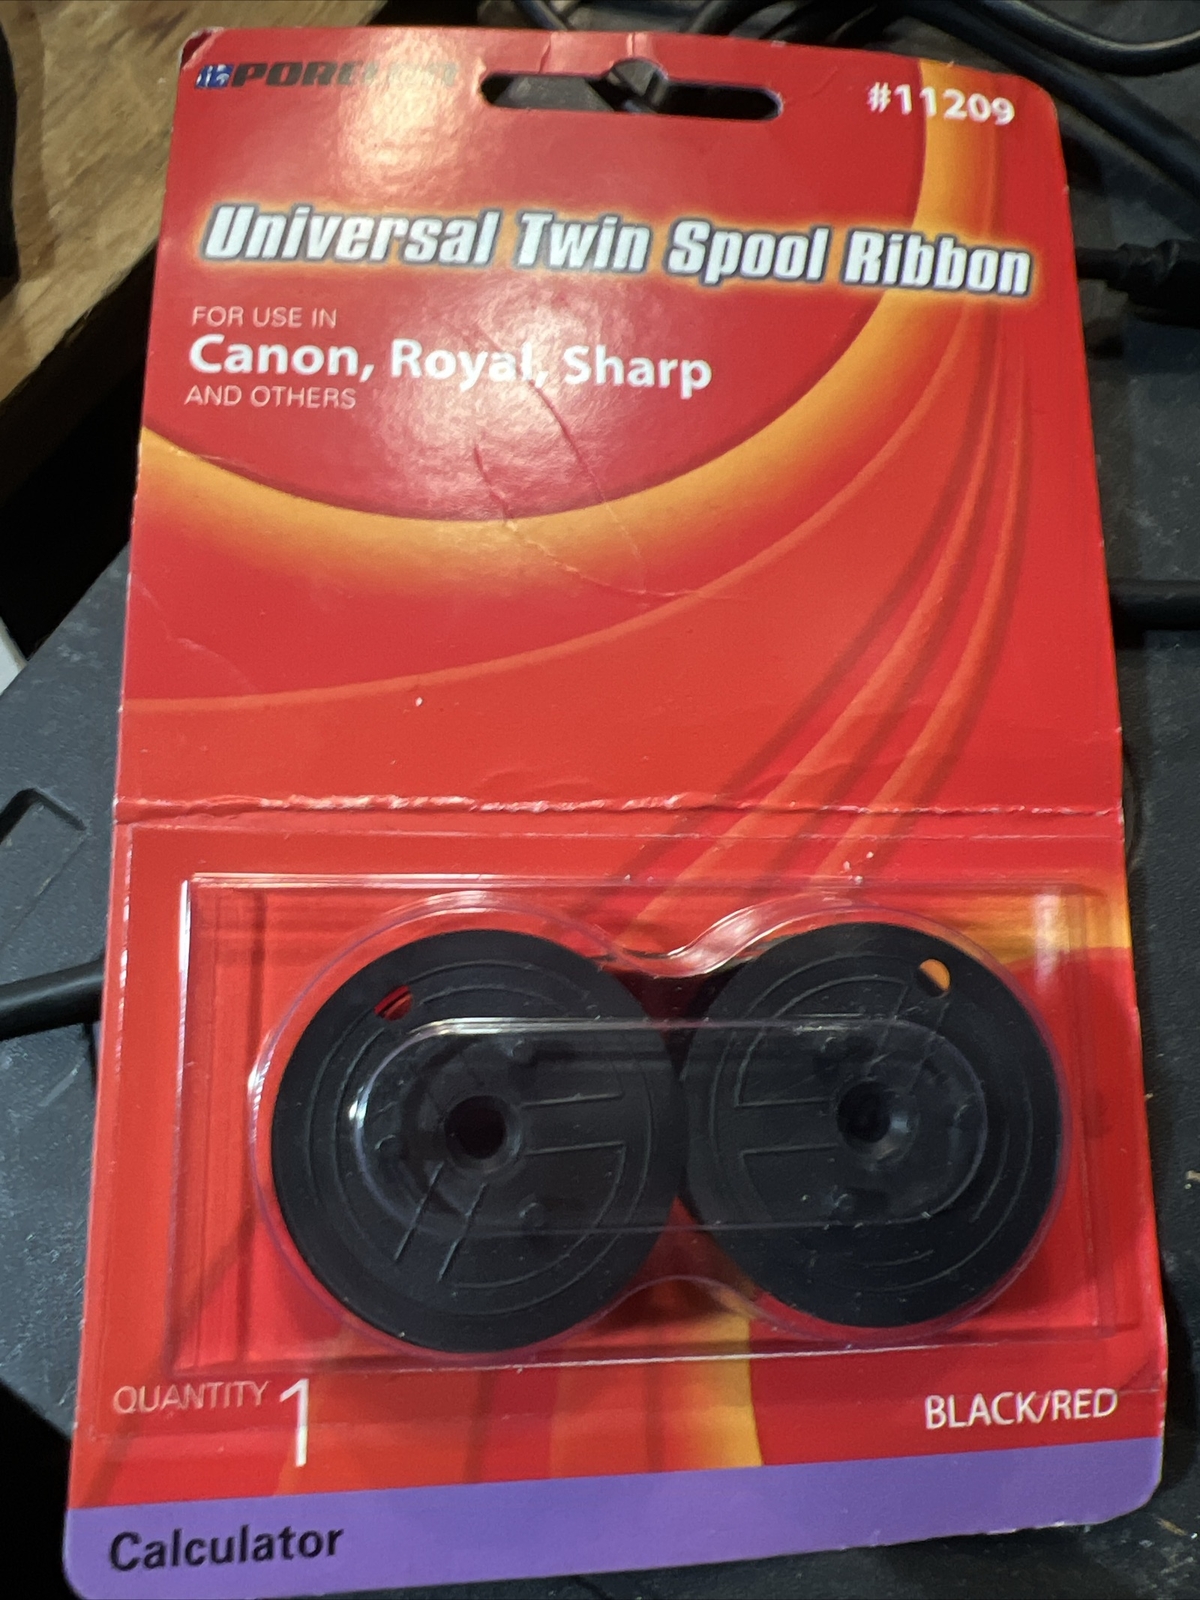 #11209
Universal Twin Spool Ribbon
FOR USE IN
Canon, Royal, Sharp
AND OTHERS
QUANTITY 1
BLACK/RED
Calculator